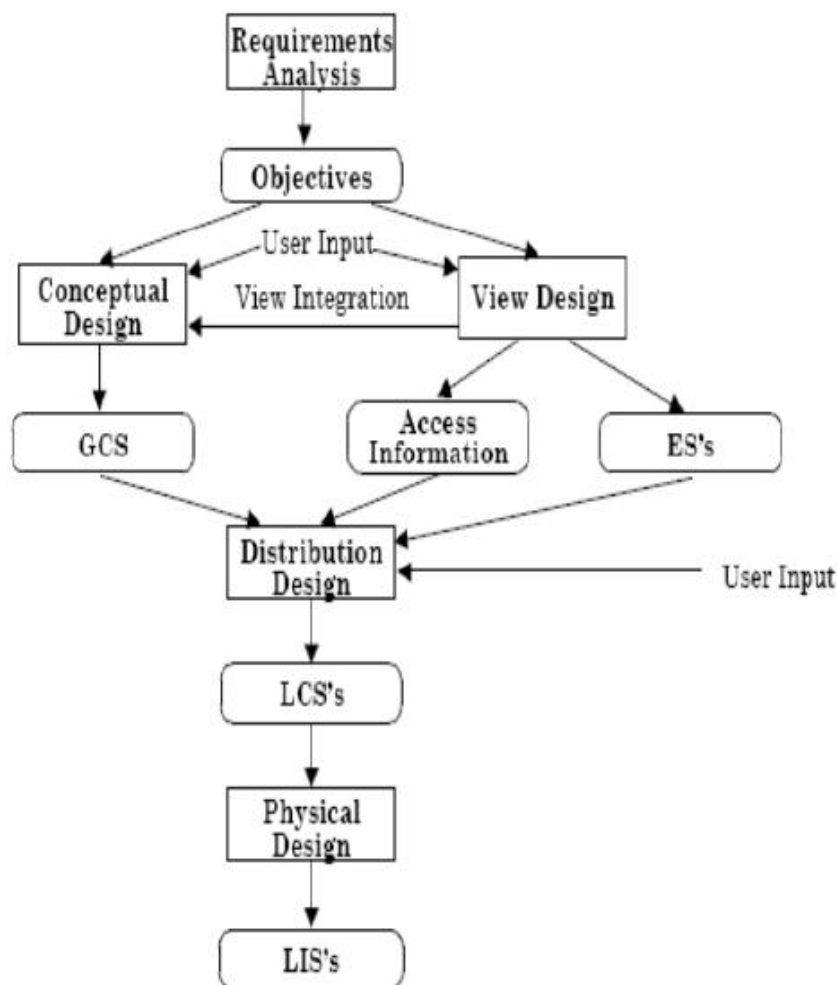 Requirements
Analysis
Objectives
User Input
Conceptual
Design
View Integration
View Design
GCS
Access
Information
ES's
Distribution
Design
User Input
LCS's
Physical
Design
LIS's